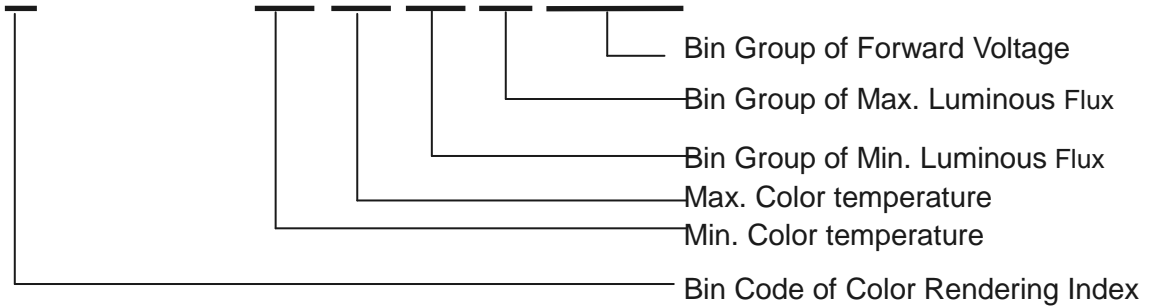 Bin Group of Forward Voltage
Bin Group of Max. Luminous Flux
Bin Group of Min. Luminous Flux
Max. Color temperature
Min. Color temperature
Bin Code of Color Rendering Index